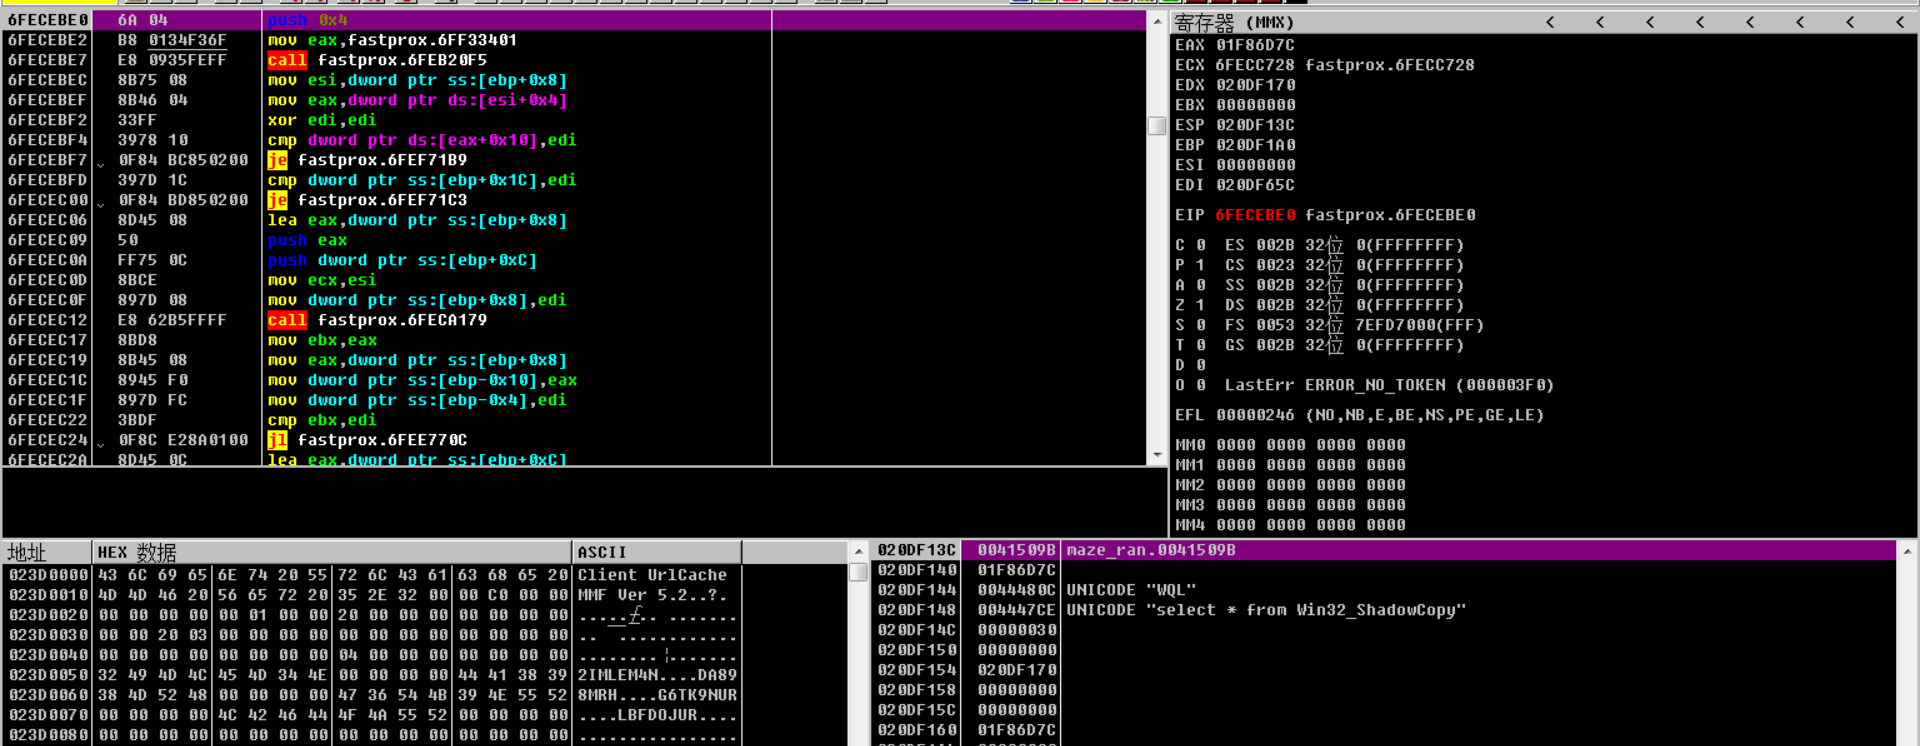 6FECEBE0 6A 04 push 0x4
6FECEBE2 B8 0134F36F mov eax,fastprox.6FF33401
6FECEBE7 E8 0935FEFF call fastprox.6FEB20F5
6FECEBEC 8B75 08 mov esi,dword ptr ss:[ebp+0x8]
6FECEBEF 8B46 04 mov eax,dword ptr ds:[esi+0x4]
6FECEBF2 33FF xor edi,edi
6FECEBF4 3978 10 cmp dword ptr ds:[eax+0x10],edi
6FECEBF7 0F84 BC850200 je fastprox.6FEF71B9
6FECEBFD 397D 1C cmp dword ptr ss:[ebp+0x1C],edi
6FECEC00 0F84 BD850200 je fastprox.6FEF71C3
6FECEC06 8D45 08 lea eax,dword ptr ss:[ebp+0x8]
6FECEC09 50 push eax
6FECEC0A FF75 0C push dword ptr ss:[ebp+0xC]
6FECEC0D 8BCE mov ecx,esi
6FECEC0F 897D 08 mov dword ptr ss:[ebp+0x8],edi
6FECEC12 E8 62B5FFFF call fastprox.6FECA179
6FECEC17 8BD8 mov ebx,eax
6FECEC19 8B45 08 mov eax,dword ptr ss:[ebp+0x8]
6FECEC1C 8945 F0 mov dword ptr ss:[ebp-0x10],eax
6FECEC1F 897D FC mov dword ptr ss:[ebp-0x4],edi
6FECEC22 3BDF cmp ebx,edi
6FECEC24 0F8C E28A0100 jl fastprox.6FEE770C
6FECEC2A 8D45 0C lea eax,dword ptr ss:[ebp+0xC]
寄存器 (MMX) < < < < < < < <
EAX 01F86D7C
ECX 6FECC728 fastprox.6FECC728
EDX 020DF170
EBX 00000000
ESP 020DF13C
EBP 020DF1A0
ESI 00000000
EDI 020DF65C
EIP 6FECEBE0 fastprox.6FECEBE0
C 0 ES 002B 32位 0(FFFFFFFF)
P 1 CS 0023 32位 0(FFFFFFFF)
A 0 SS 002B 32位 0(FFFFFFFF)
Z 1 DS 002B 32位 0(FFFFFFFF)
S 0 FS 0053 32位 7EFD7000(FFF)
T 0 GS 002B 32位 0(FFFFFFFF)
D 0
O 0 LastErr ERROR_NO_TOKEN (000003F0)
EFL 00000246 (NO,NB,E,BE,NS,PE,GE,LE)
MM0 0000 0000 0000 0000
MM1 0000 0000 0000 0000
MM2 0000 0000 0000 0000
MM3 0000 0000 0000 0000
MM4 0000 0000 0000 0000
地址 HEX 数据 ASCII
023D0000 43 6C 69 65 6E 74 20 55 72 6C 43 61 63 68 65 20 Client UrlCache
023D0010 4D 4D 46 20 56 65 72 20 35 2E 32 00 00 C0 00 00 MMF Ver 5.2..?.
023D0020 00 00 00 00 00 01 00 00 20 00 00 00 00 00 00 00
023D0030 00 00 20 03 00 00 00 00 00 00 00 00 00 00 00 00 .. ............
023D0040 00 00 00 00 00 00 00 00 04 00 00 00 00 00 00 00 ........¦.......
023D0050 32 49 4D 4C 45 4D 34 4E 00 00 00 00 44 41 38 39 2IMLEM4N....DA89
023D0060 38 4D 52 48 00 00 00 00 47 36 54 4B 39 4E 55 52 8MRH....G6TK9NUR
023D0070 00 00 00 00 4C 42 46 44 4F 4A 55 52 00 00 00 00 ....LBFDOJUR....
023D0080 00 00 00 00 00 00 00 00 00 00 00 00 00 00 00 00 ................
020DF13C 0041509B maze_ran.0041509B
020DF140 01F86D7C
020DF144 0044480C UNICODE "WQL"
020DF148 004447CE UNICODE "select * from Win32_ShadowCopy"
020DF14C 00000030
020DF150 00000000
020DF154 020DF170
020DF158 00000000
020DF15C 00000000
020DF160 01F86D7C